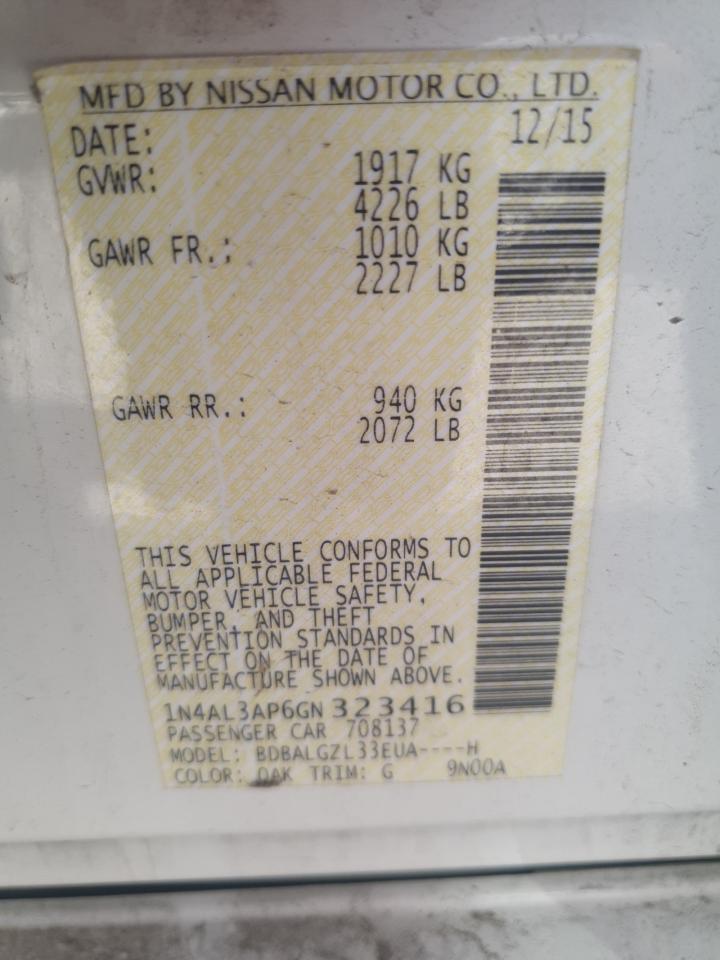 MFD BY NISSAN MOTOR CO., LTD.
DATE: 12/15
GVWR: 1917 KG
4226 LB
GAWR FR.: 1010 KG
2227 LB
GAWR RR.: 940 KG
2072 LB
THIS VEHICLE CONFORMS TO
ALL APPLICABLE FEDERAL
MOTOR VEHICLE SAFETY,
BUMPER, AND THEFT
PREVENTION STANDARDS IN
EFFECT ON THE DATE OF
MANUFACTURE SHOWN ABOVE.
1N4AL3AP6GN 323416
PASSENGER CAR 708137
MODEL: BDBALGZL33EUA----H
COLOR: QAK TRIM: G 9N00A